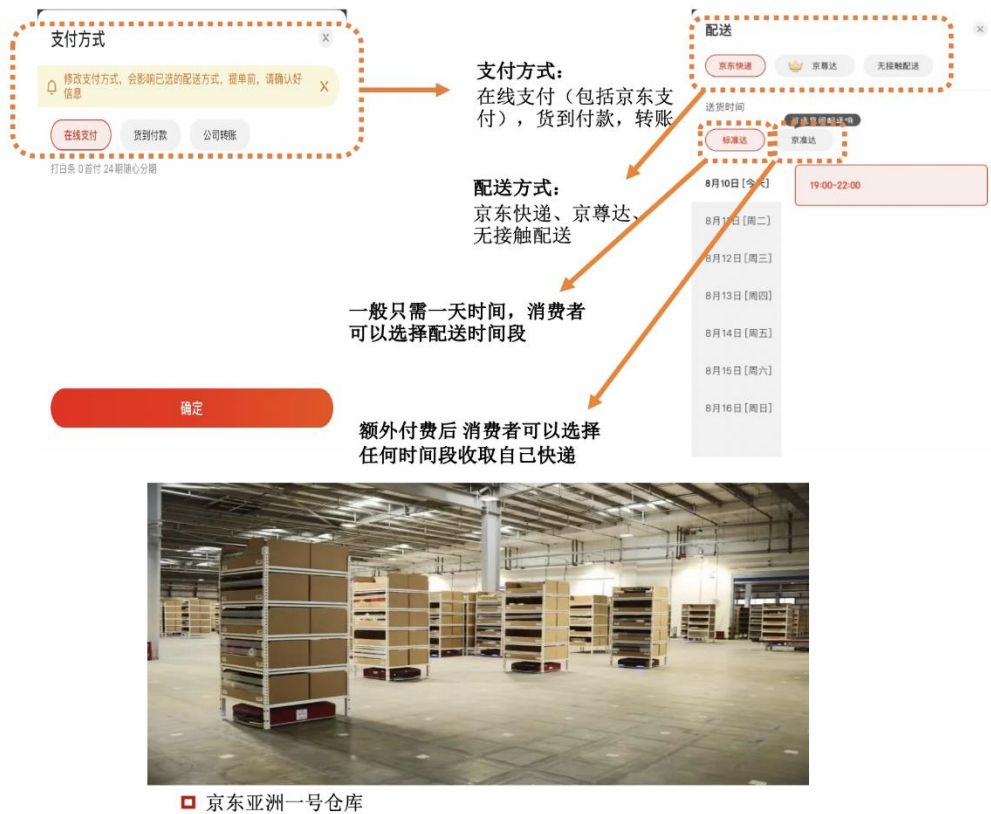 支付方式
X
修改支付方式，会影响已选的配送方式，提单前，请确认好
信息
X
在线支付
货到付款
公司转账
打白条 0首付 24期随心分期
确定
支付方式：
在线支付（包括京东支
付），货到付款，转账
配送方式：
京东快递、京尊达、
无接触配送
一般只需一天时间，消费者
可以选择配送时间段
额外付费后 消费者可以选择
任何时间段收取自己快递
配送
×
京东快递
京尊达
无接触配送
送货时间
标准达
京准达
8月10日[今天]
19:00-22:00
8月11日[周二]
8月12日[周三]
8月13日[周四]
8月14日[周五]
8月15日[周六]
8月16日[周日]
京东亚洲一号仓库